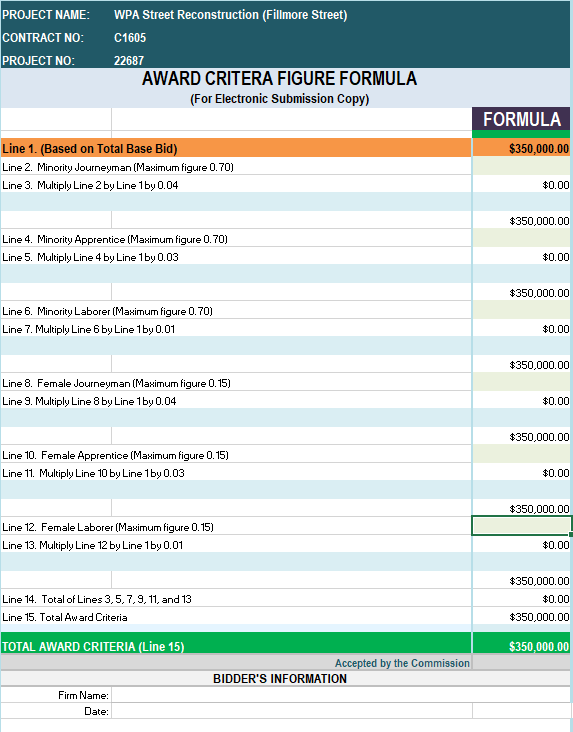 PROJECT NAME: WPA Street Reconstruction (Fillmore Street)
CONTRACT NO: C1605
PROJECT NO: 22687
AWARD CRITERA FIGURE FORMULA
(For Electronic Submission Copy)
FORMULA
Line 1. (Based on Total Base Bid) $350,000.00
Line 2. Minority Journeyman (Maximum figure 0.70)
Line 3. Multiply Line 2 by Line 1 by 0.04 $0.00
$350,000.00
Line 4. Minority Apprentice (Maximum figure 0.70)
Line 5. Multiply Line 4 by Line 1 by 0.03 $0.00
$350,000.00
Line 6. Minority Laborer (Maximum figure 0.70)
Line 7. Multiply Line 6 by Line 1 by 0.01 $0.00
$350,000.00
Line 8. Female Journeyman (Maximum figure 0.15)
Line 9. Multiply Line 8 by Line 1 by 0.04 $0.00
$350,000.00
Line 10. Female Apprentice (Maximum figure 0.15)
Line 11. Multiply Line 10 by Line 1 by 0.03 $0.00
$350,000.00
Line 12. Female Laborer (Maximum figure 0.15)
Line 13. Multiply Line 12 by Line 1 by 0.01 $0.00
$350,000.00
Line 14. Total of Lines 3, 5, 7, 9, 11, and 13 $0.00
Line 15. Total Award Criteria $350,000.00
TOTAL AWARD CRITERIA (Line 15) $350,000.00
Accepted by the Commission
BIDDER'S INFORMATION
Firm Name:
Date: